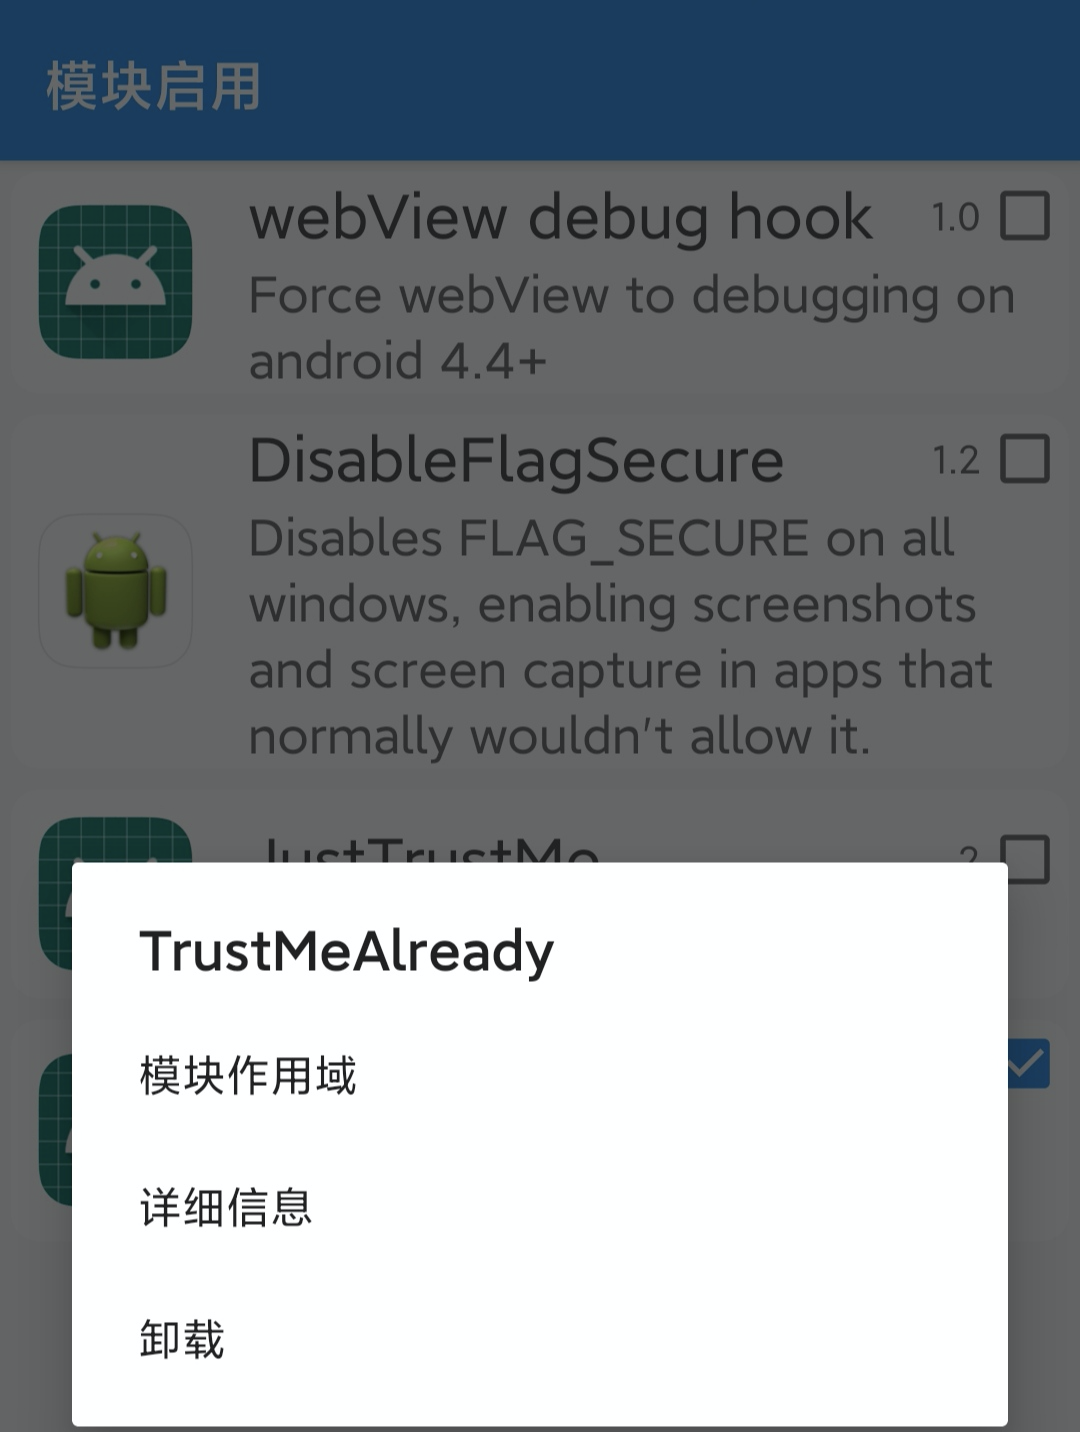 模块启用
webView debug hook 1.0
Force webView to debugging on
android 4.4+
DisableFlagSecure 1.2
Disables FLAG_SECURE on all
windows, enabling screenshots
and screen capture in apps that
normally wouldn't allow it.
JustTrustMe 2
TrustMeAlready
模块作用域
详细信息
卸载